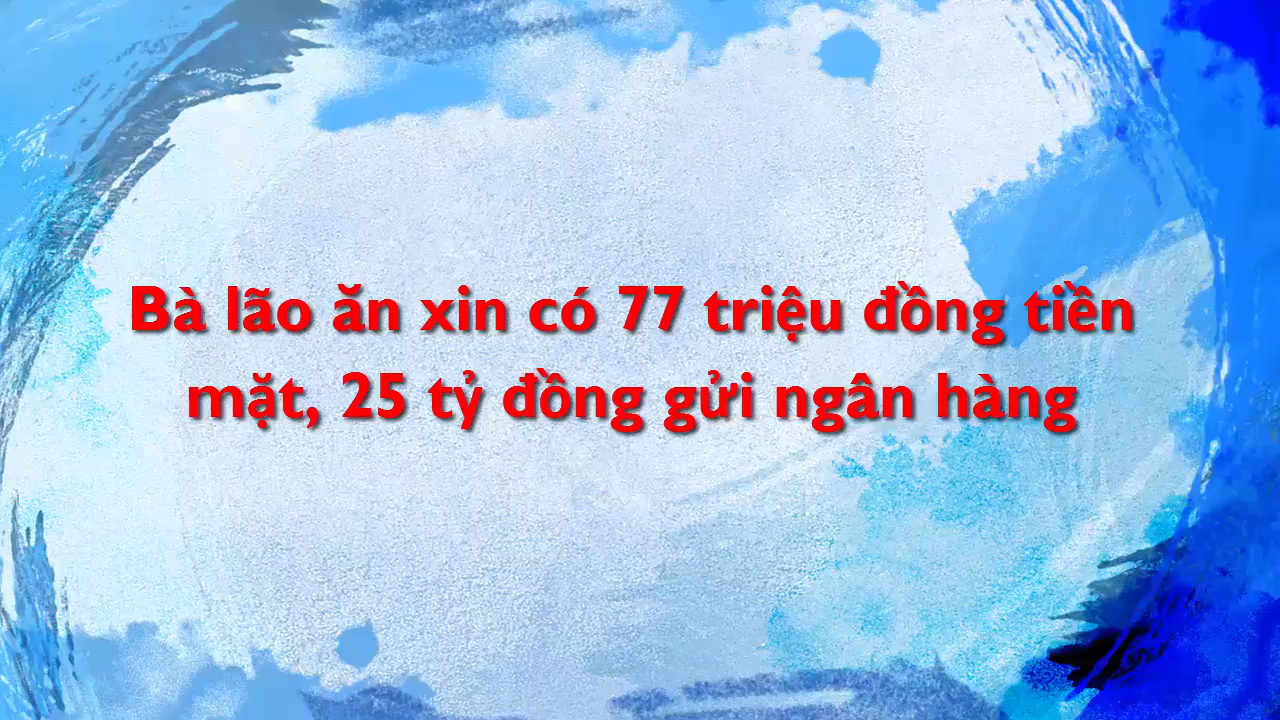 Bà lão ăn xin có 77 triệu đồng tiền
mặt, 25 tỷ đồng gửi ngân hàng